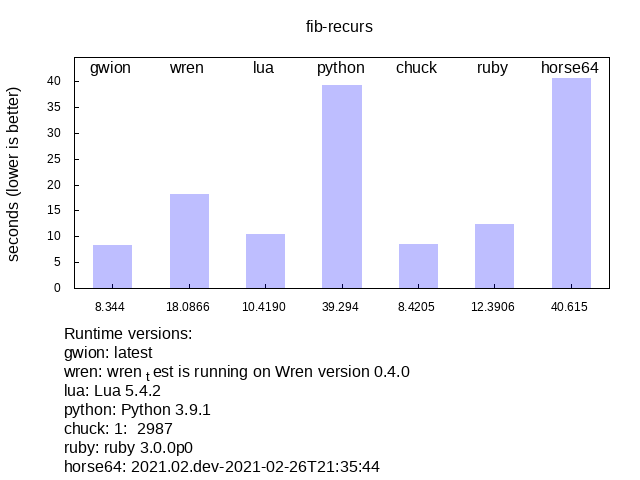 fib-recurs
gwion wren lua python chuck ruby horse64
seconds (lower is better)
40
35
30
25
20
15
10
5
0
8.344 18.0866 10.4190 39.294 8.4205 12.3906 40.615
Runtime versions:
gwion: latest
wren: wren test is running on Wren version 0.4.0
lua: Lua 5.4.2
python: Python 3.9.1
chuck: 1: 2987
ruby: ruby 3.0.0p0
horse64: 2021.02.dev-2021-02-26T21:35:44